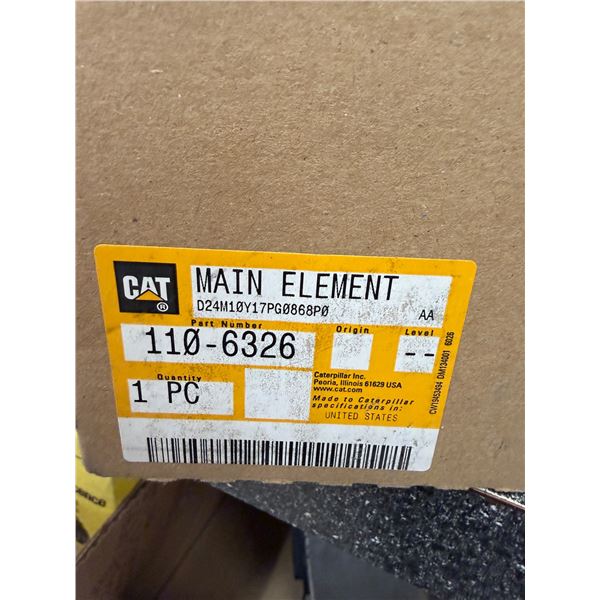 CAT®
MAIN ELEMENT
D24M10Y17PG0868P0
AA
Part Number
Origin
Level
110-6326
--
Quantity
1 PC
Caterpillar Inc.
Peoria, Illinois 61629 USA
www.cat.com
Made to Caterpillar
specifications in:
UNITED STATES